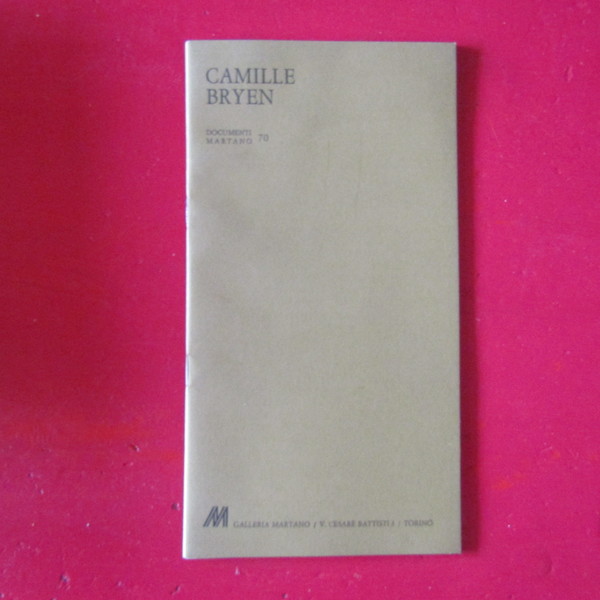 CAMILLE
BRYEN
DOCUMENTI
MARTANO 70
M GALLERIA MARTANO / V. CESARE BATTISTI 3 / TORINO